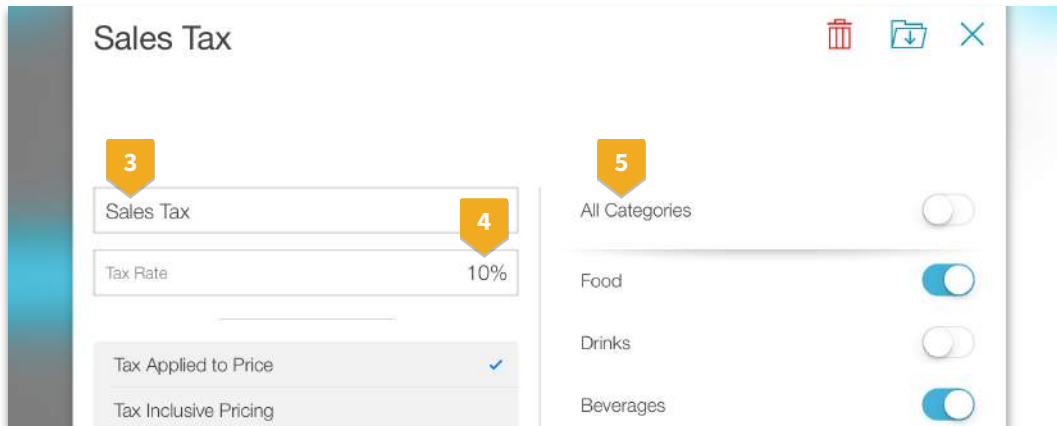 Sales Tax
3
5
Sales Tax
4
All Categories
Tax Rate
10%
Food
Drinks
Tax Applied to Price
Tax Inclusive Pricing
Beverages